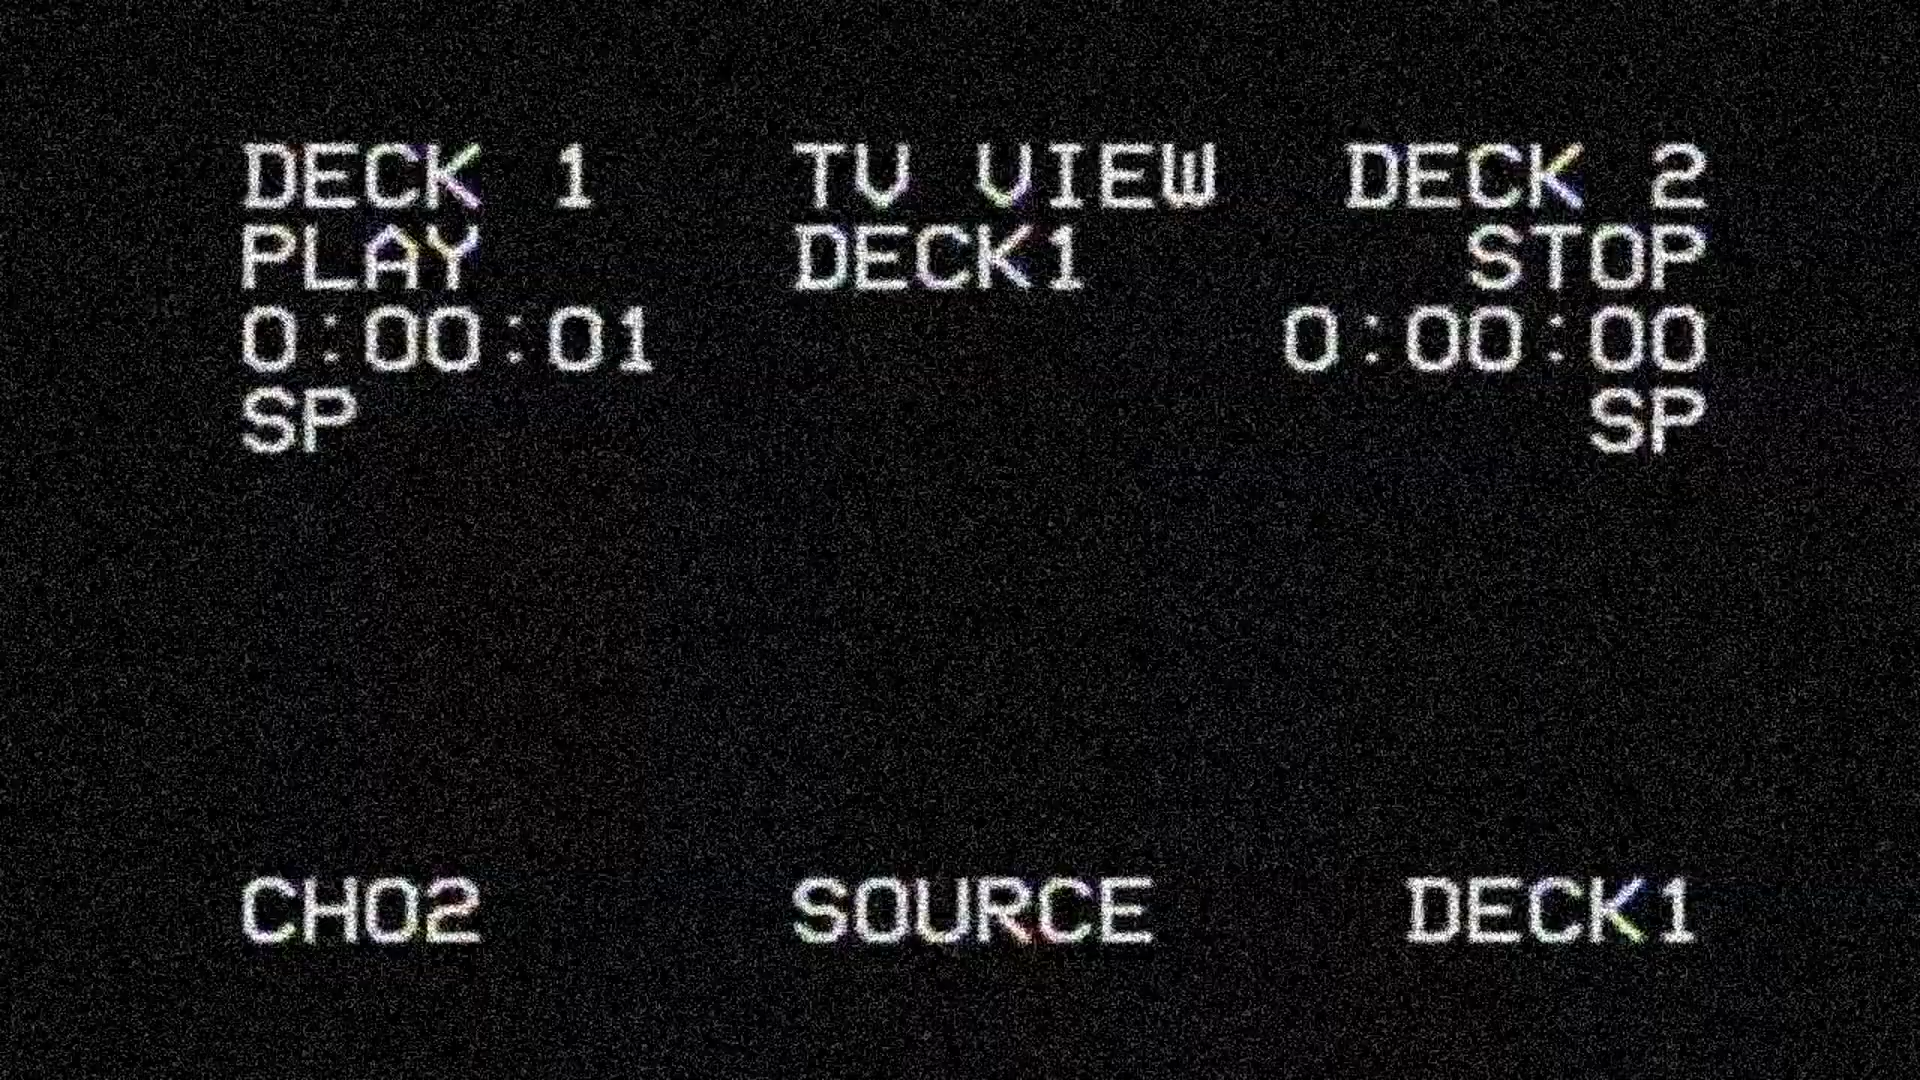 DECK 1 TV VIEW DECK 2
PLAY DECK1 STOP
0:00:01 0:00:00
SP SP
CH02 SOURCE DECK1